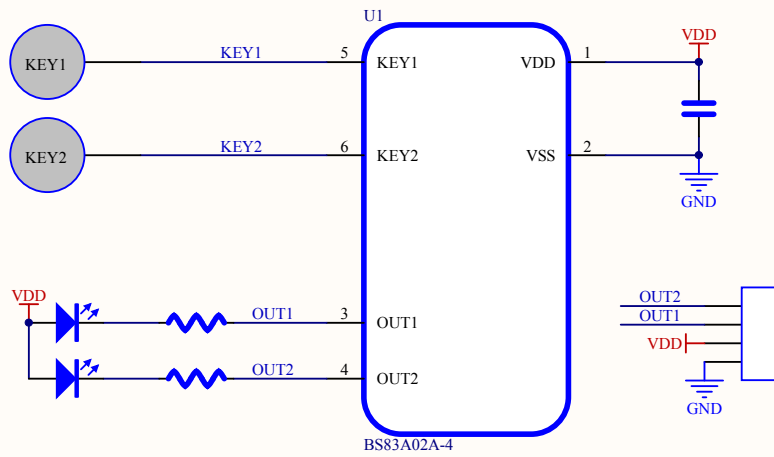 U1
KEY1 KEY1 5 KEY1 VDD 1 VDD
KEY2 KEY2 6 KEY2 VSS 2
GND
VDD OUT1 3 OUT1
OUT2 4 OUT2
OUT2
OUT1
VDD
GND
BS83A02A-4